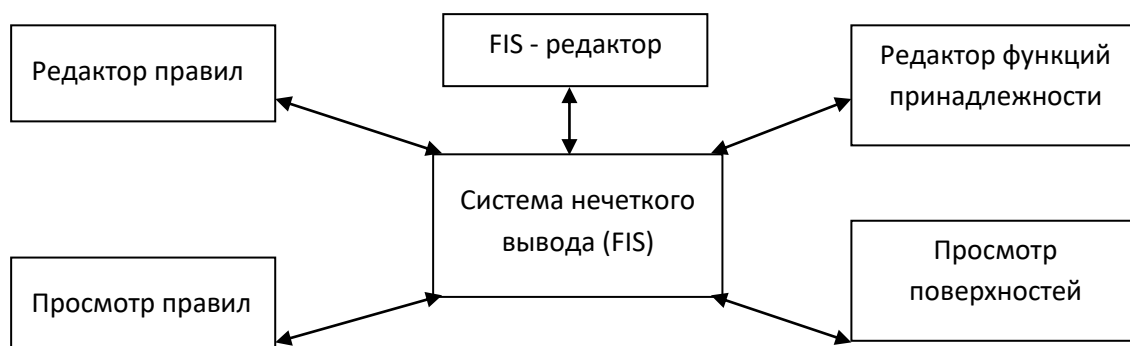 FIS - редактор
Редактор правил
Редактор функций
принадлежности
Система нечеткого
вывода (FIS)
Просмотр правил
Просмотр
поверхностей